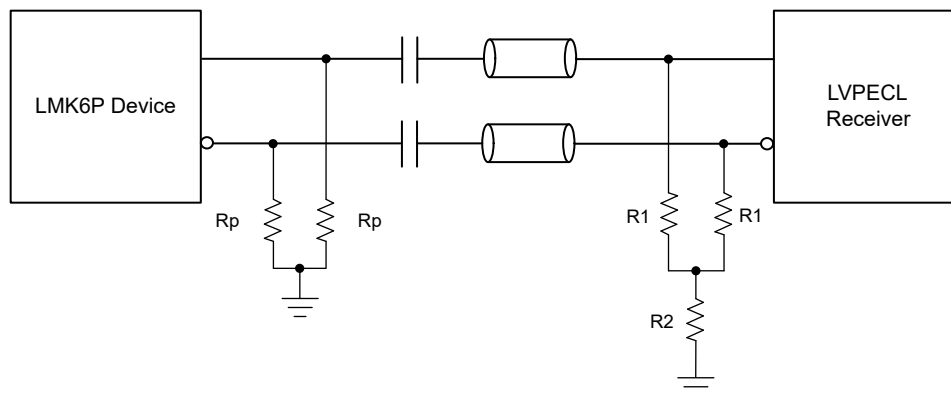 LMK6P Device
LVPECL
Receiver
Rp
Rp
R1
R1
R2